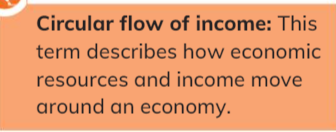 Circular flow of income: This
term describes how economic
resources and income move
around an economy.